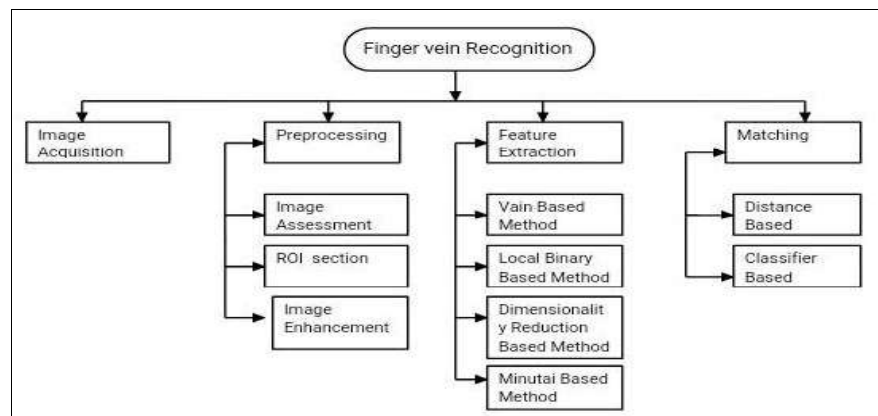 Finger vein Recognition
Image
Acquisition
Preprocessing
Image
Assessment
ROI section
Image
Enhancement
Feature
Extraction
Vain Based
Method
Local Binary
Based Method
Dimensionalit
y Reduction
Based Method
Minutai Based
Method
Matching
Distance
Based
Classifier
Based